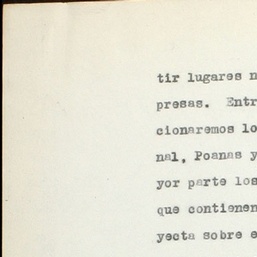 tir lugares
presas. Entr
cionaremos lo
nal, Poanas y
yor parte los
que contienen
yecta sobre e